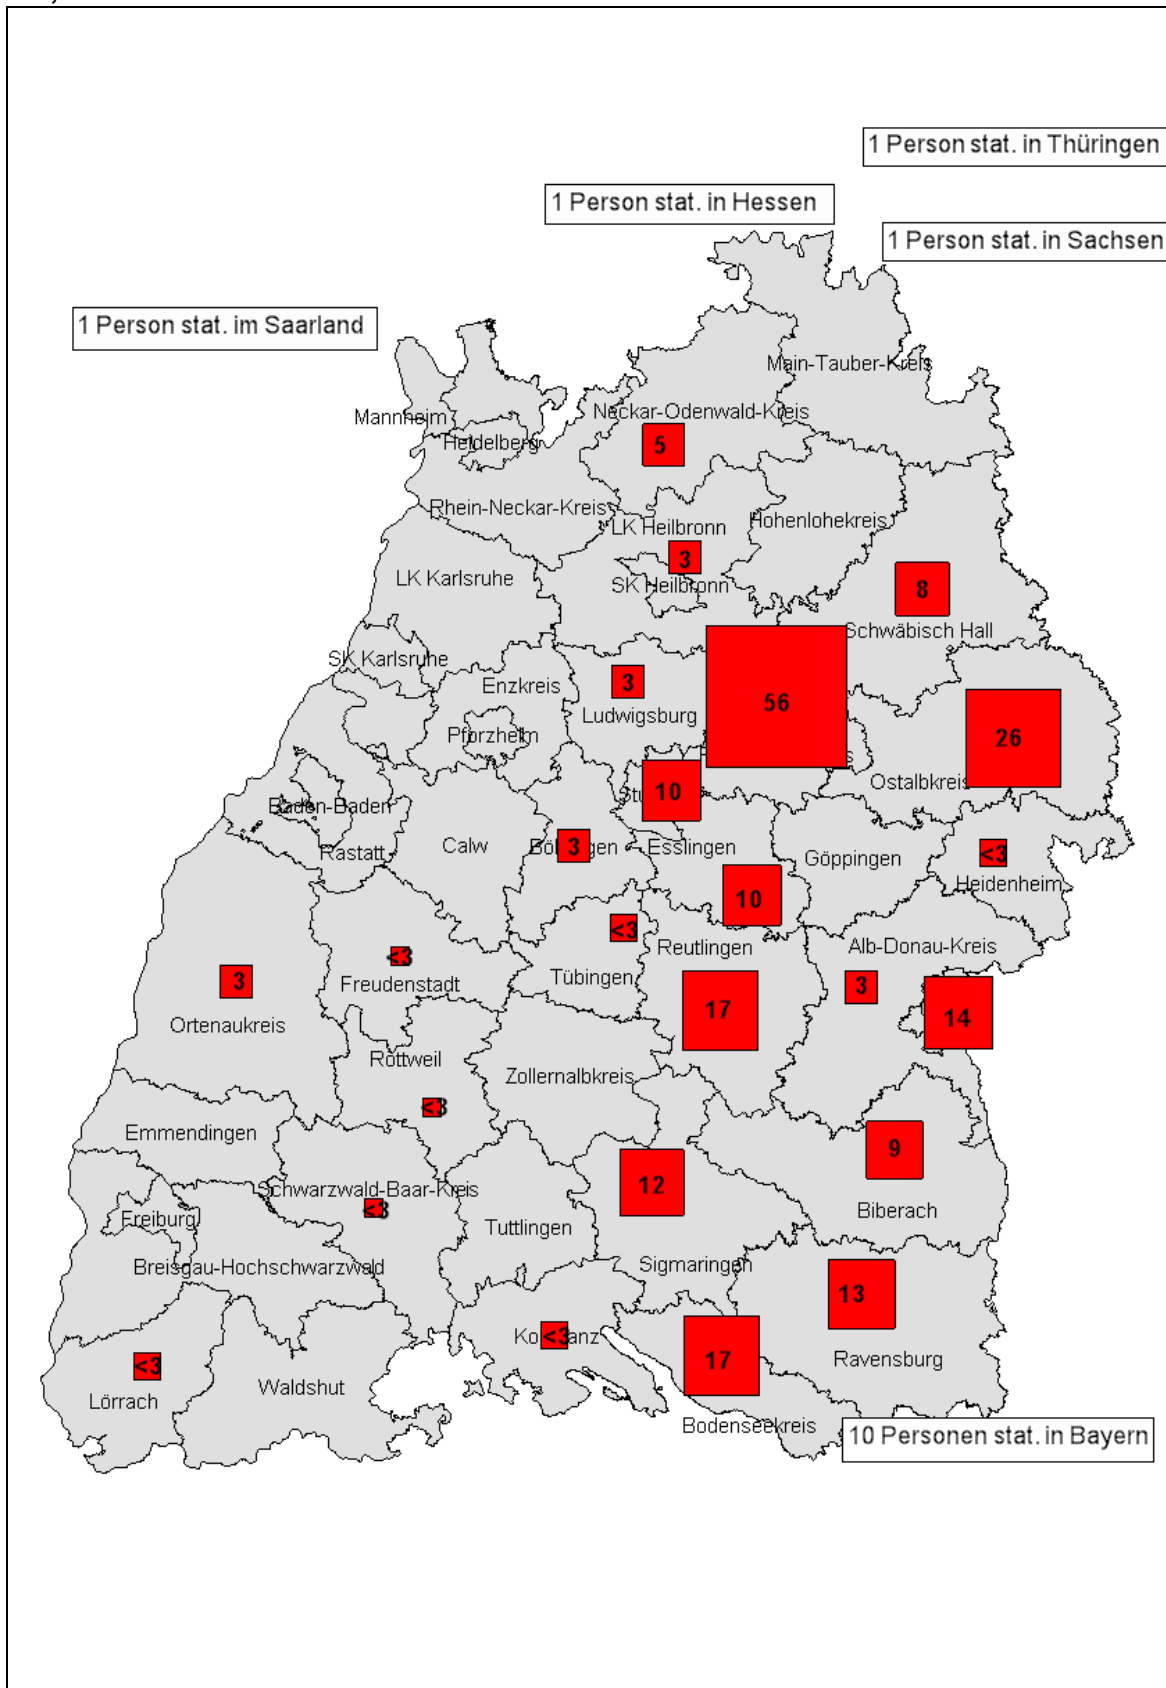 1 Person stat. in Thüringen
1 Person stat. in Hessen
1 Person stat. in Sachsen
1 Person stat. im Saarland
Main-Tauber-Kreis
Mannheim
Neckar-Odenwald-Kreis
Heidelberg
5
Rhein-Neckar-Kreis
LK Heilbronn
Hohenlohekreis
3
LK Karlsruhe
SK Heilbronn
8
Schwäbisch Hall
SK Karlsruhe
Enzkreis
3
56
Ludwigsburg
Pforzheim
26
Ostalbkreis
10
Baden-Baden
Rastatt
Calw
3
Esslingen
Göppingen
<3
Heidenheim
10
<3
Reutlingen
Alb-Donau-Kreis
<3
Freudenstadt
Tübingen
3
3
17
14
Ortenaukreis
Rottweil
Zollernalbkreis
<3
Emmendingen
9
12
Schwarzwald-Baar-Kreis
<3
Biberach
Freiburg
Tuttlingen
Breisgau-Hochschwarzwald
Sigmaringen
13
<3
17
<3
Ravensburg
Waldshut
Lörrach
Bodenseekreis
10 Personen stat. in Bayern